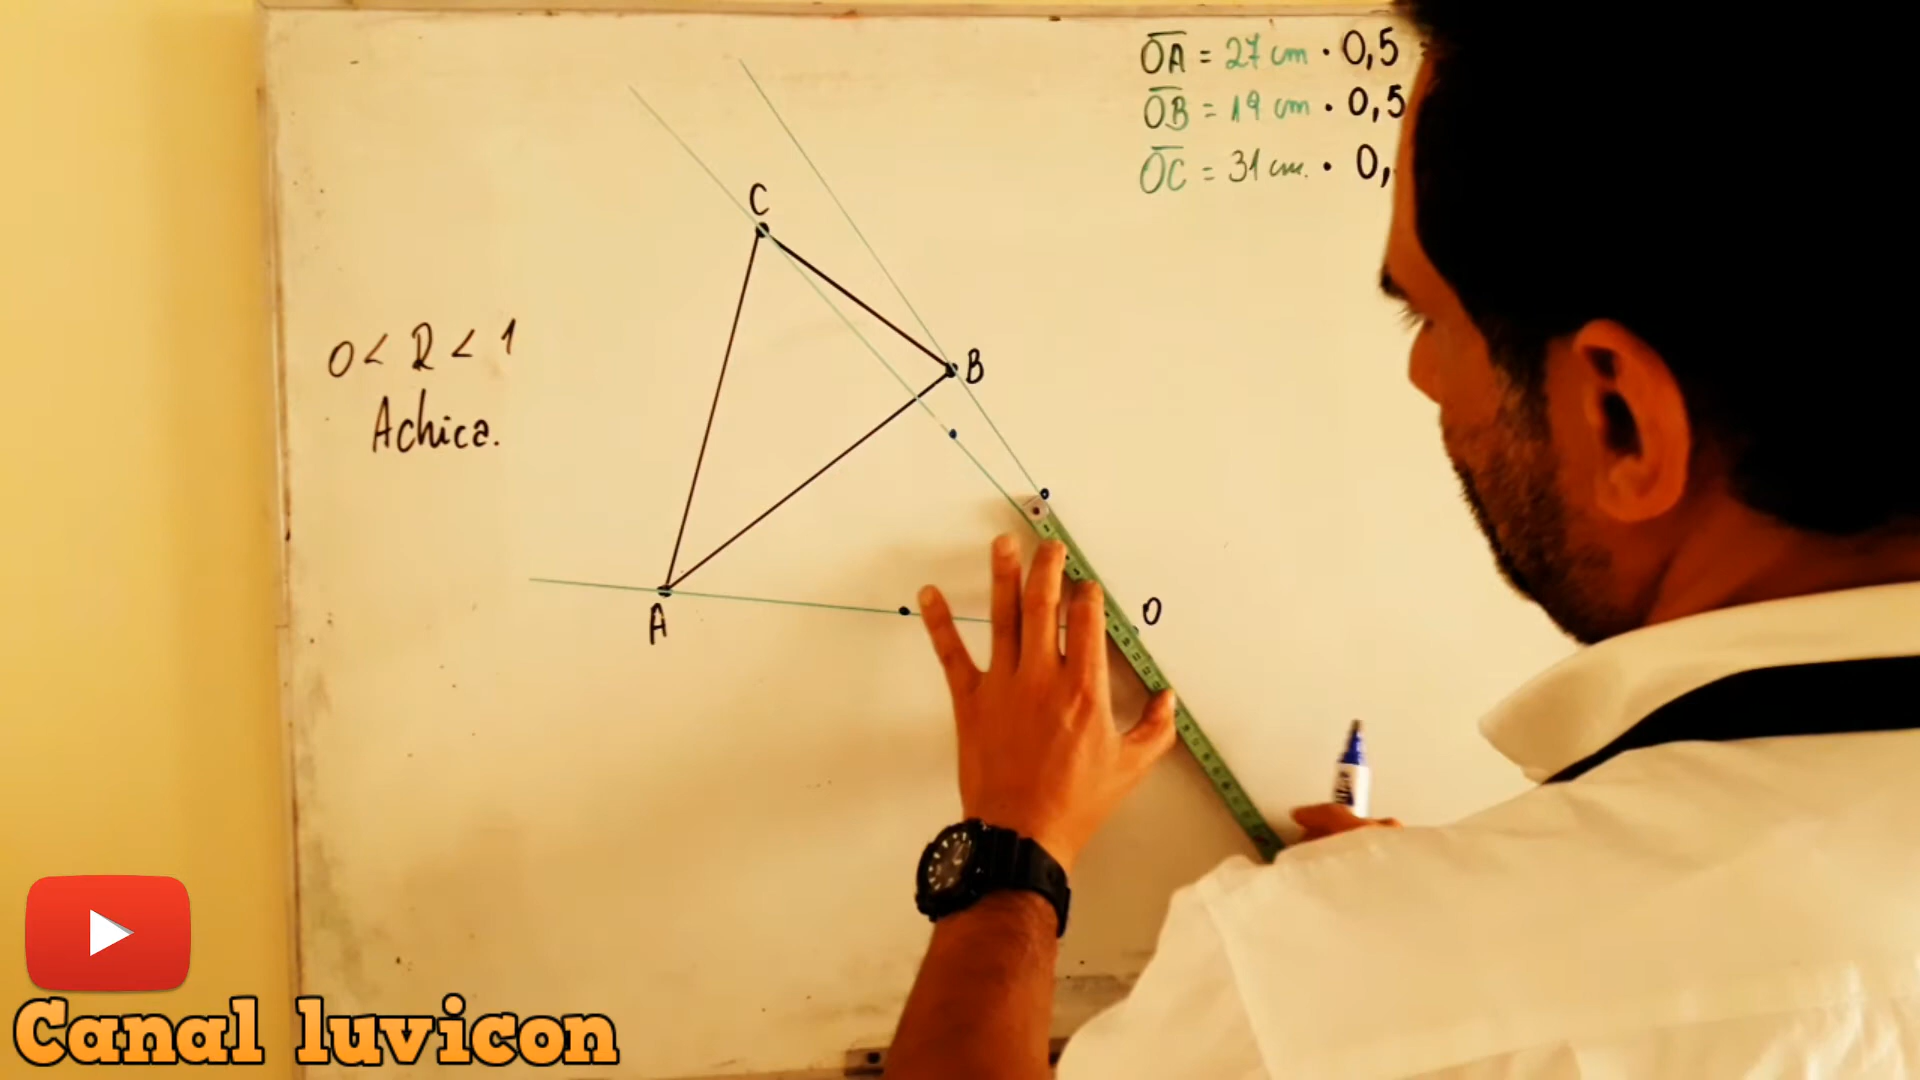 OA = 27 cm · 0,5
OB = 19 cm · 0,5
OC = 31 cm. · 0,
C
B
0 < R < 1
Achica.
A
O
Canal luvicon